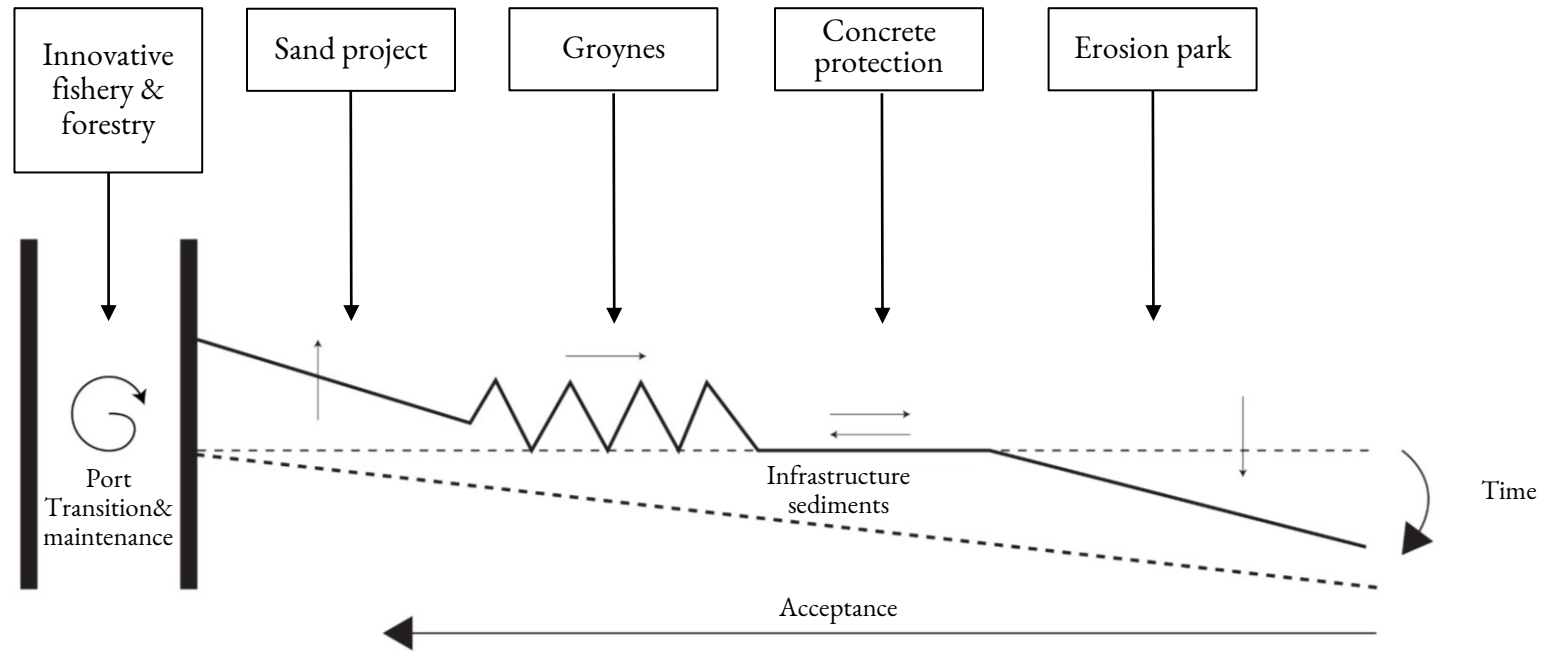 Innovative
fishery &
forestry
Sand project
Groynes
Concrete
protection
Erosion park
Port
Transition&
maintenance
Infrastructure
sediments
Time
Acceptance